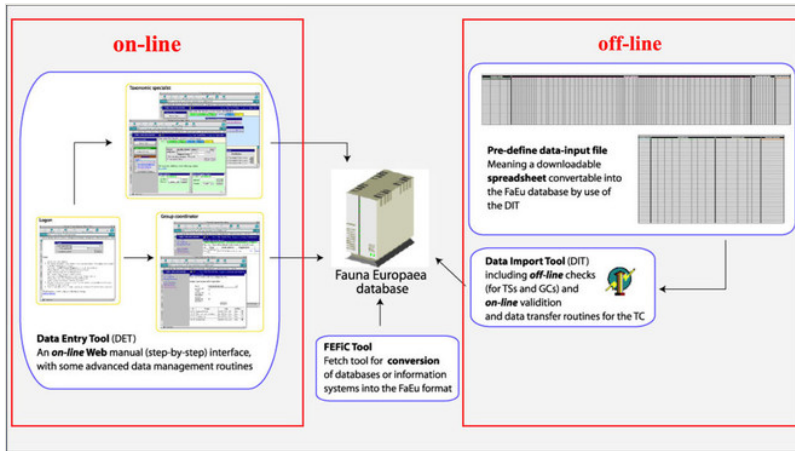 on-line
off-line
Taxonomic specialist
Logon
Group coordinator
Data Entry Tool (DET)
An on-line Web manual (step-by-step) interface,
with some advanced data management routines
Fauna Europaea
database
FEFiC Tool
Fetch tool for conversion
of databases or information
systems into the FaEu format
Pre-define data-input file
Meaning a downloadable
spreadsheet convertable into
the FaEu database by use of
the DIT
Data Import Tool (DIT)
including off-line checks
(for TSs and GCs) and
on-line validition
and data transfer routines for the TC